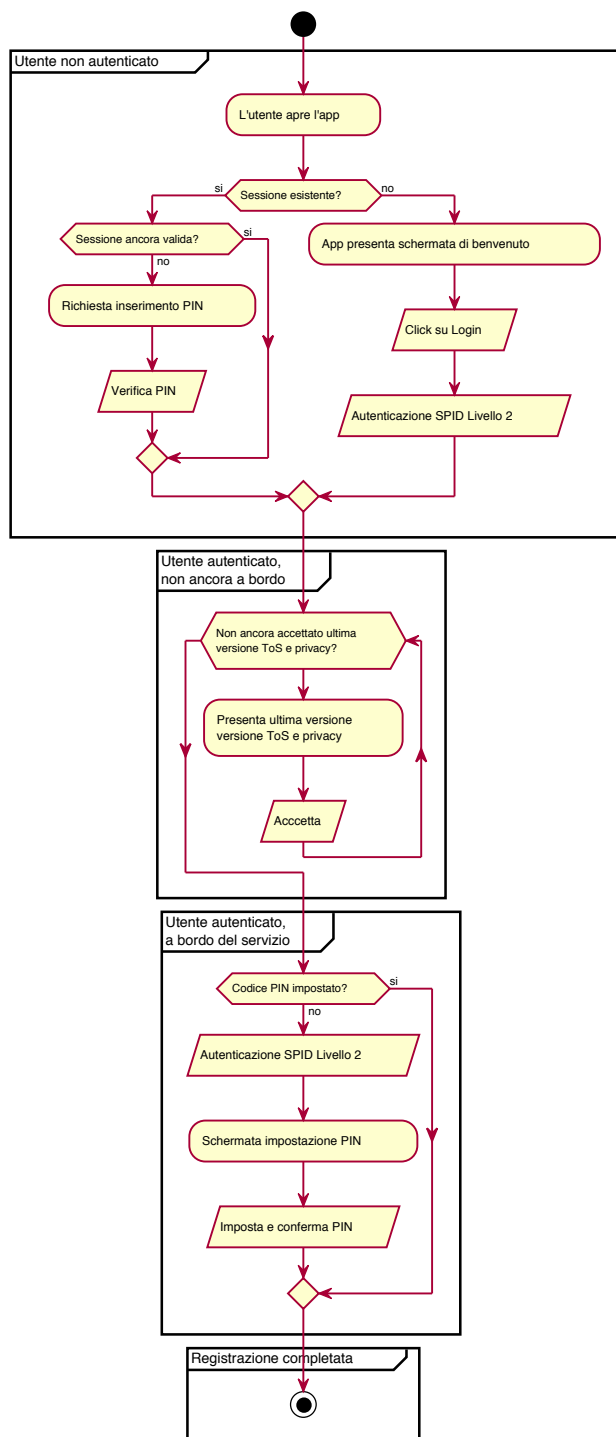 Utente non autenticato
L'utente apre l'app
si
Sessione esistente?
no
Sessione ancora valida?
si
no
App presenta schermata di benvenuto
Richiesta inserimento PIN
Click su Login
Verifica PIN
Autenticazione SPID Livello 2
Utente autenticato,
non ancora a bordo
Non ancora accettato ultima
versione ToS e privacy?
Presenta ultima versione
versione ToS e privacy
Acccetta
Utente autenticato,
a bordo del servizio
Codice PIN impostato?
si
no
Autenticazione SPID Livello 2
Schermata impostazione PIN
Imposta e conferma PIN
Registrazione completata